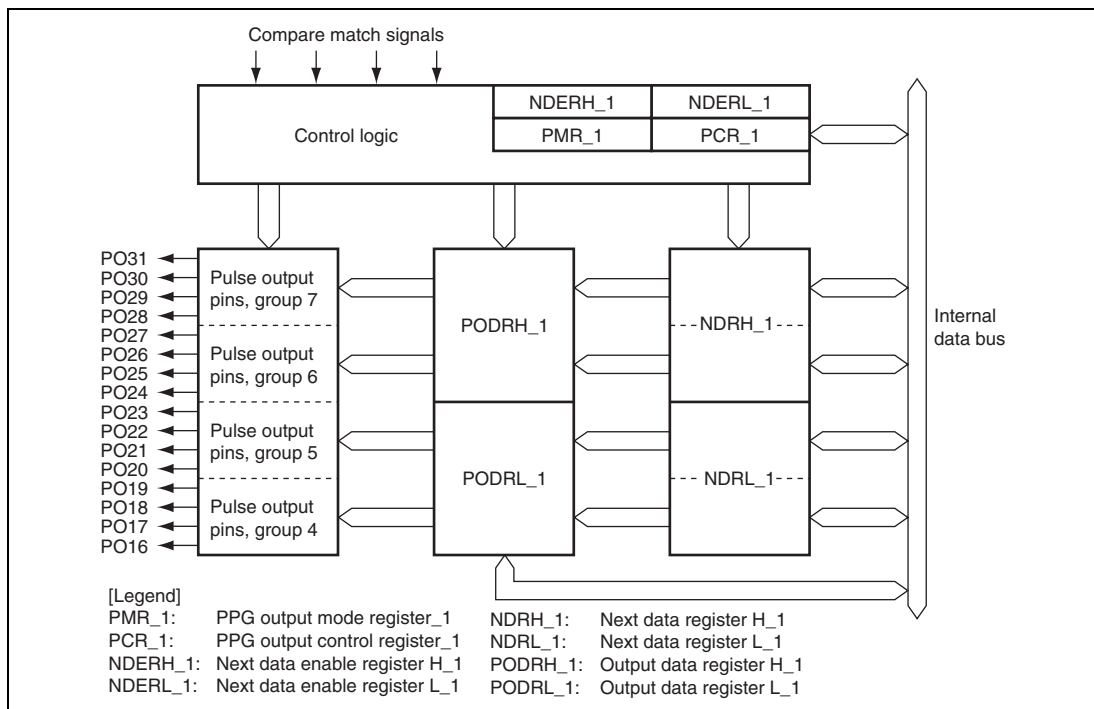 Compare match signals
NDERH_1 NDERL_1
Control logic PMR_1 PCR_1
PO31
PO30
PO29
PO28
PO27
PO26
PO25
PO24
PO23
PO22
PO21
PO20
PO19
PO18
PO17
PO16
Pulse output
pins, group 7
Pulse output
pins, group 6
Pulse output
pins, group 5
Pulse output
pins, group 4
PODRH_1
PODRL_1
NDRH_1
NDRL_1
Internal
data bus
[Legend]
PMR_1: PPG output mode register_1
PCR_1: PPG output control register_1
NDERH_1: Next data enable register H_1
NDERL_1: Next data enable register L_1
NDRH_1: Next data register H_1
NDRL_1: Next data register L_1
PODRH_1: Output data register H_1
PODRL_1: Output data register L_1